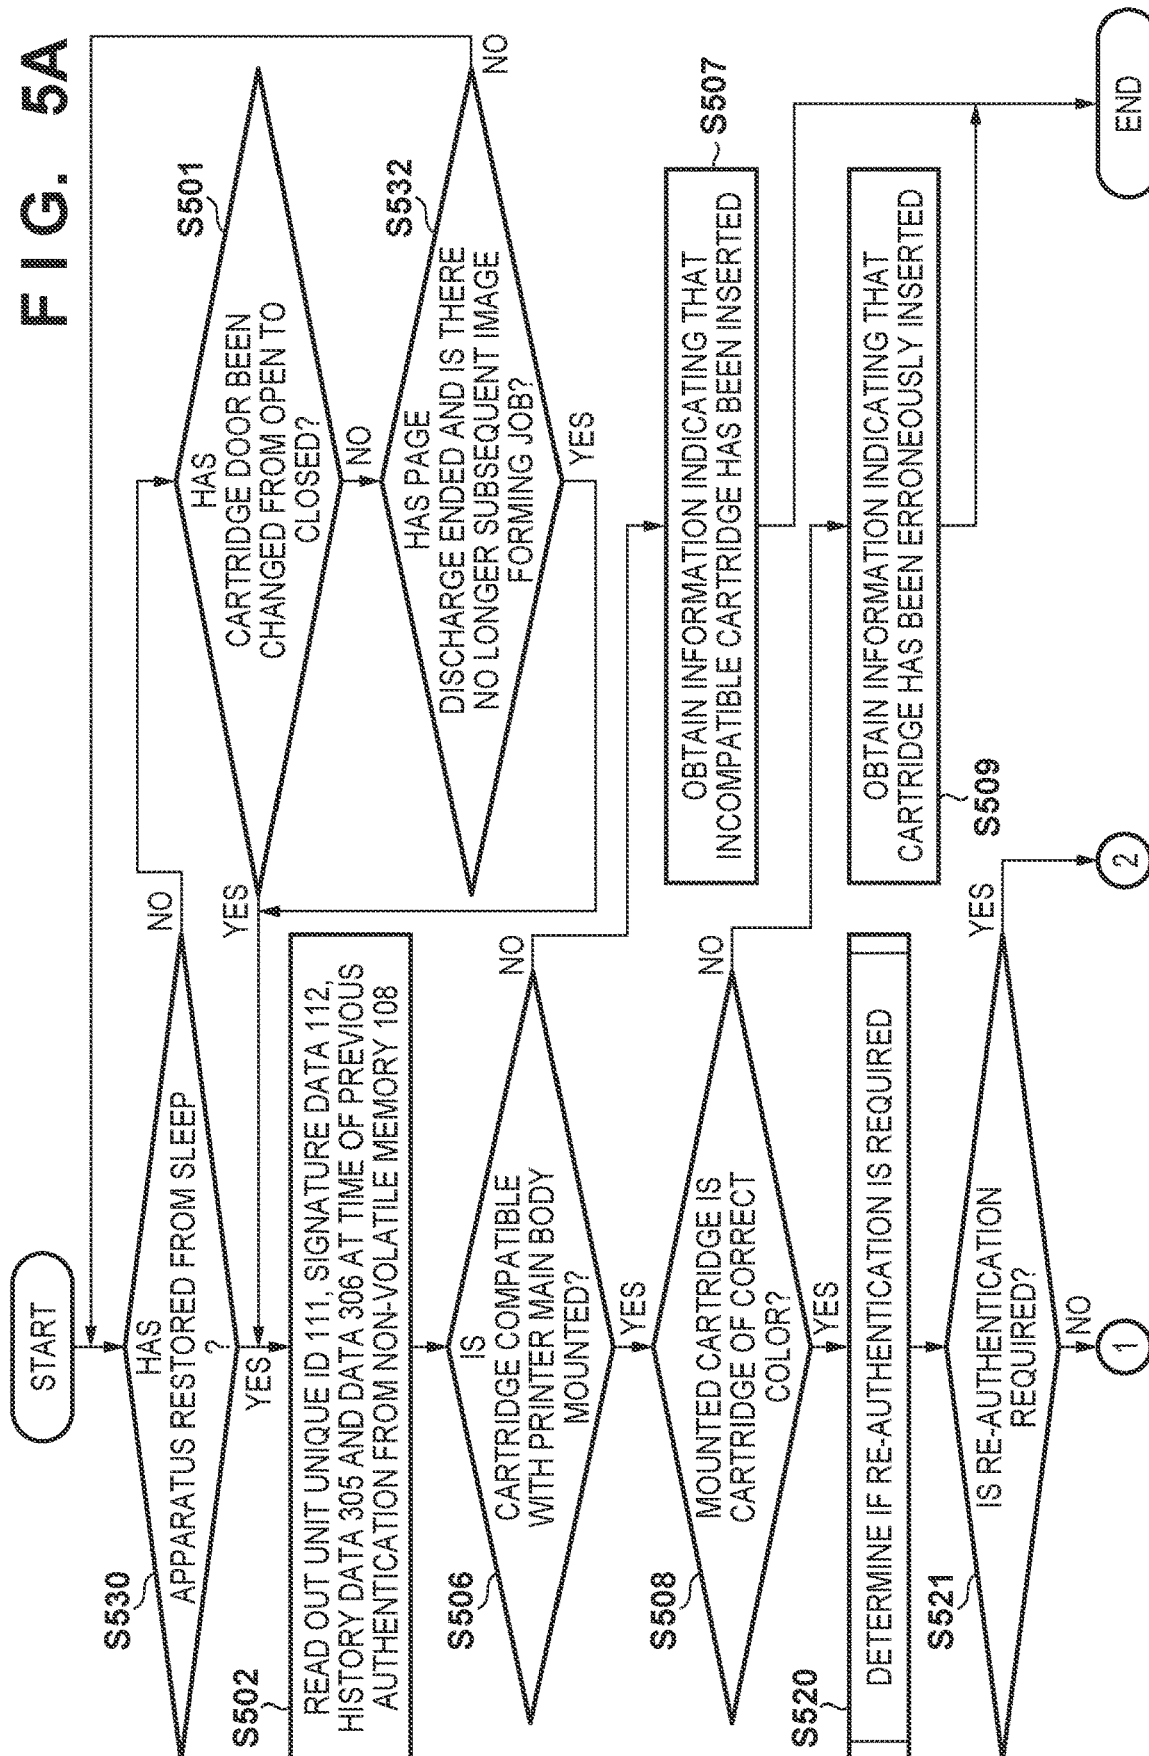 FIG. 5A
START
S530
HAS
APPARATUS RESTORED FROM SLEEP
?
NO
YES
HAS
CARTRIDGE DOOR BEEN
CHANGED FROM OPEN TO
CLOSED?
S501
YES
NO
HAS PAGE
DISCHARGE ENDED AND IS THERE
NO LONGER SUBSEQUENT IMAGE
FORMING JOB?
S532
NO
YES
S502
READ OUT UNIT UNIQUE ID 111, SIGNATURE DATA 112,
HISTORY DATA 305 AND DATA 306 AT TIME OF PREVIOUS
AUTHENTICATION FROM NON-VOLATILE MEMORY 108
S506
IS
CARTRIDGE COMPATIBLE
WITH PRINTER MAIN BODY
MOUNTED?
NO
YES
S507
OBTAIN INFORMATION INDICATING THAT
INCOMPATIBLE CARTRIDGE HAS BEEN INSERTED
S508
MOUNTED CARTRIDGE IS
CARTRIDGE OF CORRECT
COLOR?
NO
YES
OBTAIN INFORMATION INDICATING THAT
CARTRIDGE HAS BEEN ERRONEOUSLY INSERTED
S509
S520
DETERMINE IF RE-AUTHENTICATION IS REQUIRED
S521
IS RE-AUTHENTICATION
REQUIRED?
YES
NO
1
2
END